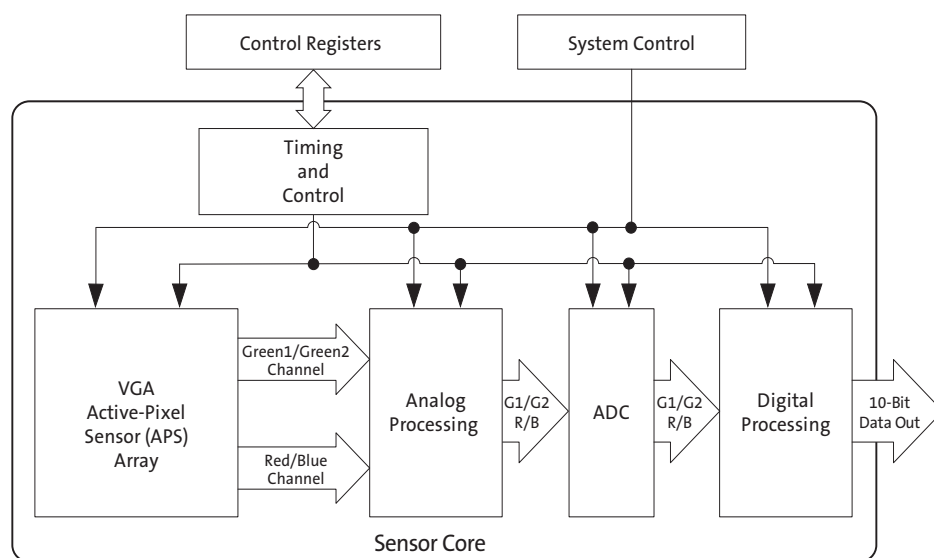 Control Registers
System Control
Timing
and
Control
VGA
Active-Pixel
Sensor (APS)
Array
Green1/Green2
Channel
Red/Blue
Channel
Analog
Processing
G1/G2
R/B
ADC
G1/G2
R/B
Digital
Processing
10-Bit
Data Out
Sensor Core